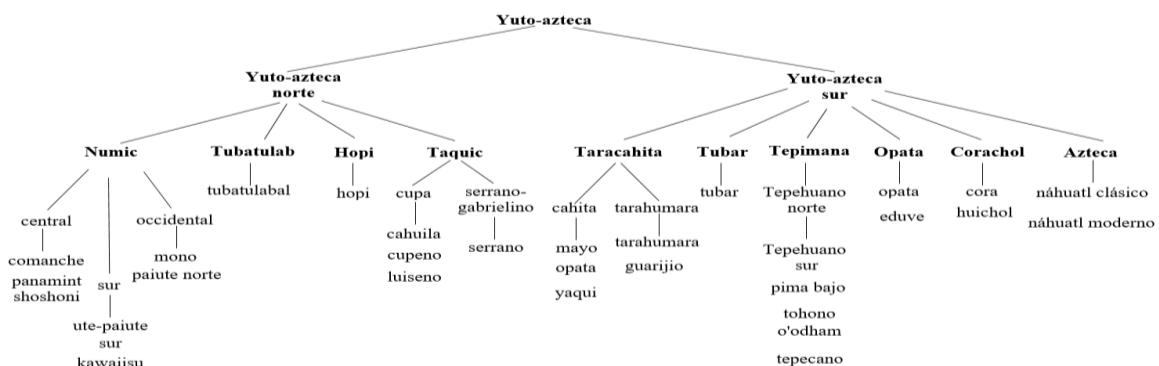 Yuto-azteca
Yuto-azteca
norte
Yuto-azteca
sur
Numic
Tubatulab
Hopi
Taquic
Taracahita
Tubar
Tepimana
Opata
Corachol
Azteca
central
comanche
panamint
shoshoni
sur
ute-paiute
sur
kawaiisu
occidental
mono
paiute norte
tubatulabal
hopi
cupa
cahuila
cupeno
luiseno
serrano-
gabrielino
serrano
cahita
mayo
opata
yaqui
tarahumara
tarahumara
guarijio
tubar
Tepehuano
norte
Tepehuano
sur
pima bajo
tohono
o'odham
tepecano
opata
eduve
cora
huichol
náhuatl clásico
náhuatl moderno